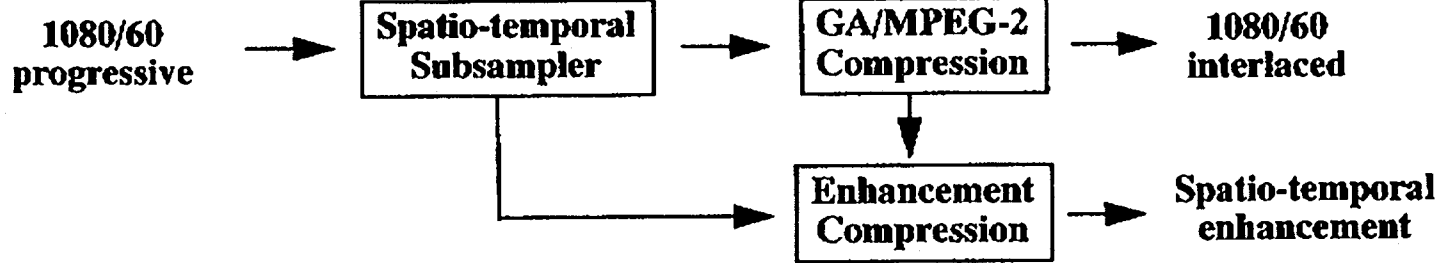 1080/60
progressive
Spatio-temporal
Subsampler
GA/MPEG-2
Compression
1080/60
interlaced
Enhancement
Compression
Spatio-temporal
enhancement